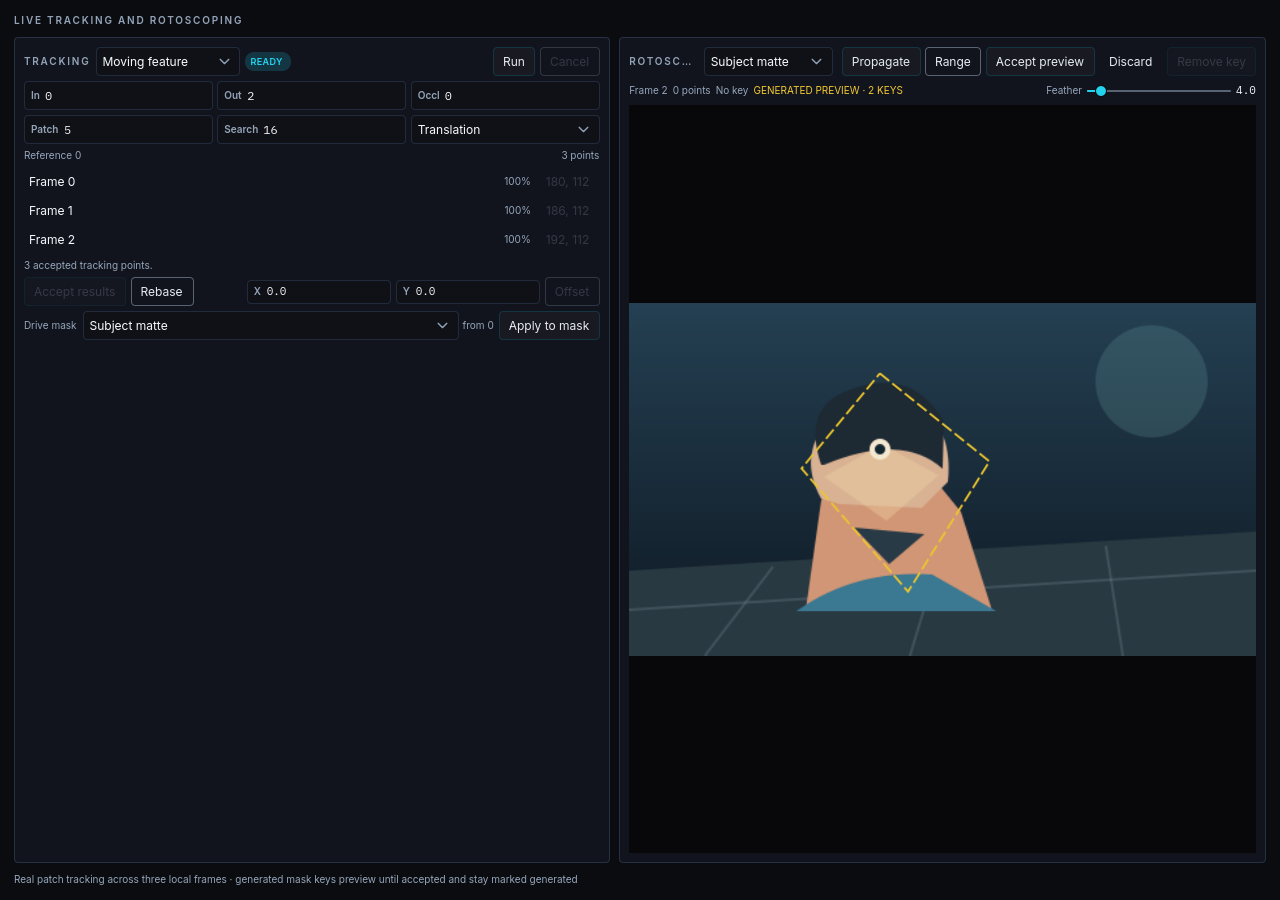 LIVE TRACKING AND ROTOSCOPING
TRACKING Moving feature READY Run Cancel
In 0 Out 2 Occl 0
Patch 5 Search 16 Translation
Reference 0 3 points
Frame 0 100% 180, 112
Frame 1 100% 186, 112
Frame 2 100% 192, 112
3 accepted tracking points.
Accept results Rebase X 0.0 Y 0.0 Offset
Drive mask Subject matte from 0 Apply to mask
ROTOSC... Subject matte Propagate Range Accept preview Discard Remove key
Frame 2 0 points No key GENERATED PREVIEW · 2 KEYS Feather 4.0
Real patch tracking across three local frames · generated mask keys preview until accepted and stay marked generated